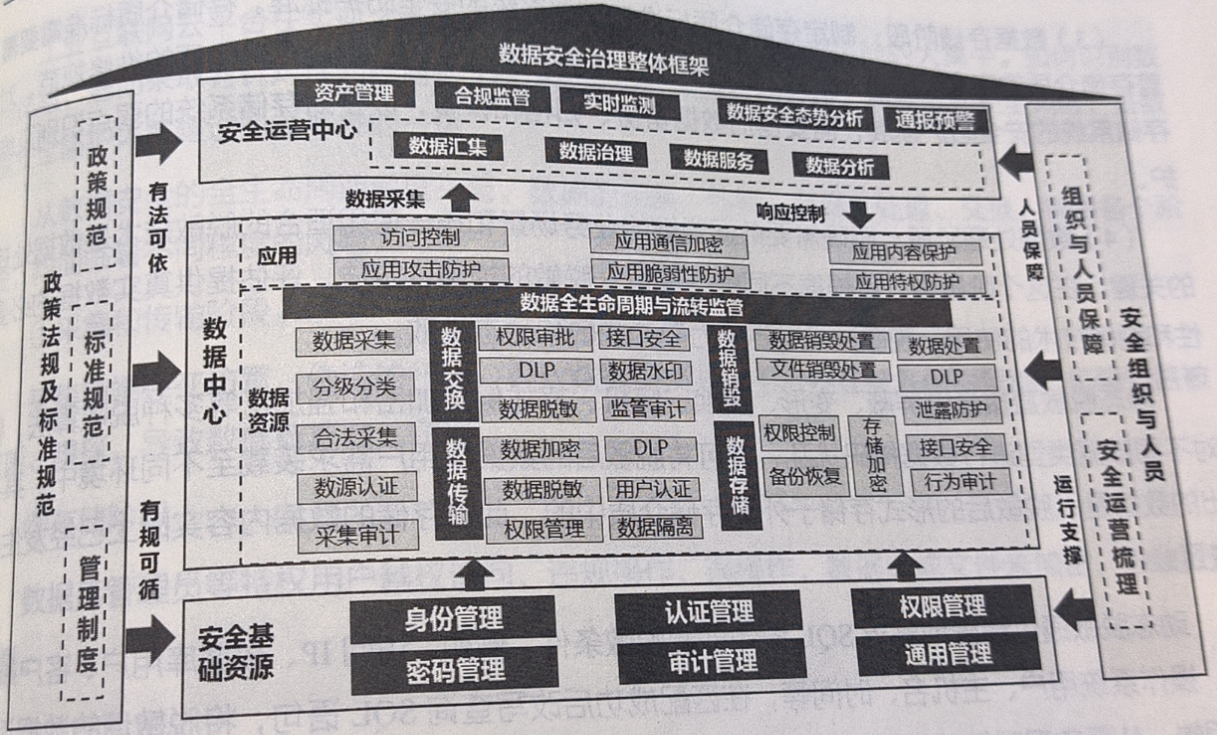 数据安全治理整体框架
资产管理
合规监管
实时监测
数据安全态势分析
通报预警
安全运营中心
数据汇集
数据治理
数据服务
数据分析
数据采集
响应控制
政策法规及标准规范
政策规范
标准规范
管理制度
有法可依
有规可循
数据中心
应用
访问控制
应用通信加密
应用内容保护
应用攻击防护
应用脆弱性防护
应用特权防护
数据全生命周期与流转监管
数据
资源
数据采集
分级分类
合法采集
数源认证
采集审计
数据交换
权限审批
接口安全
DLP
数据水印
数据脱敏
监管审计
数据传输
数据加密
DLP
数据脱敏
用户认证
权限管理
数据隔离
数据销毁
数据销毁处置
数据处置
文件销毁处置
DLP
泄露防护
数据存储
权限控制
存储加密
接口安全
备份恢复
行为审计
安全基
础资源
身份管理
认证管理
权限管理
密码管理
审计管理
通用管理
人员保障
运行支撑
组织与人员保障
安全运营梳理
安全组织与人员